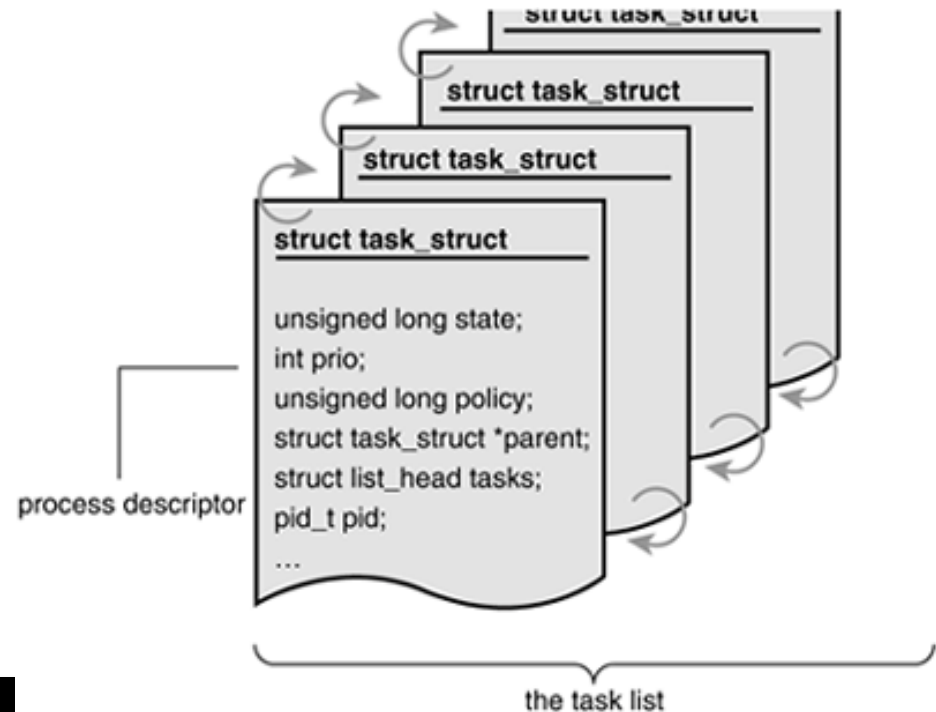 struct task_struct
struct task_struct
struct task_struct
struct task_struct
unsigned long state;
int prio;
unsigned long policy;
struct task_struct *parent;
struct list_head tasks;
pid_t pid;
...
process descriptor
the task list